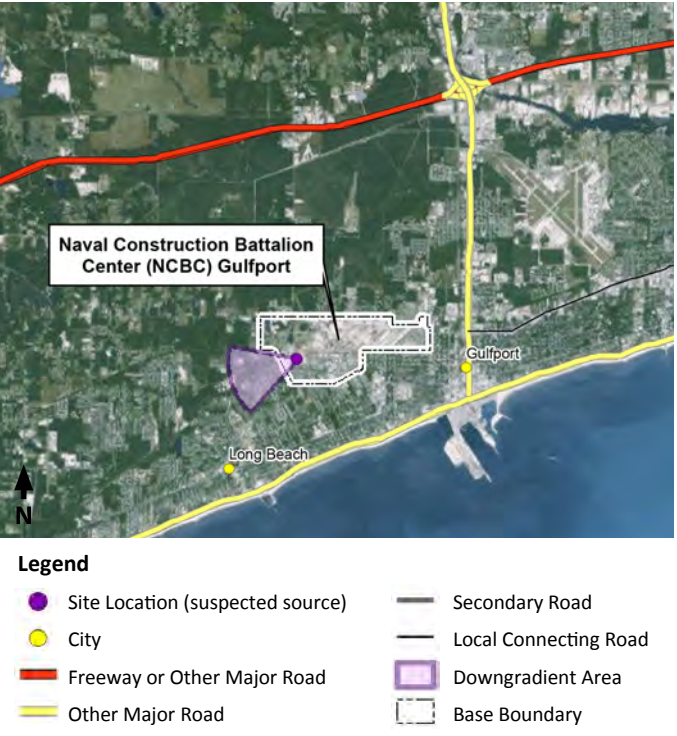 Naval Construction Battalion
Center (NCBC) Gulfport
Gulfport
Long Beach
N
Legend
Site Location (suspected source)
City
Freeway or Other Major Road
Other Major Road
Secondary Road
Local Connecting Road
Downgradient Area
Base Boundary